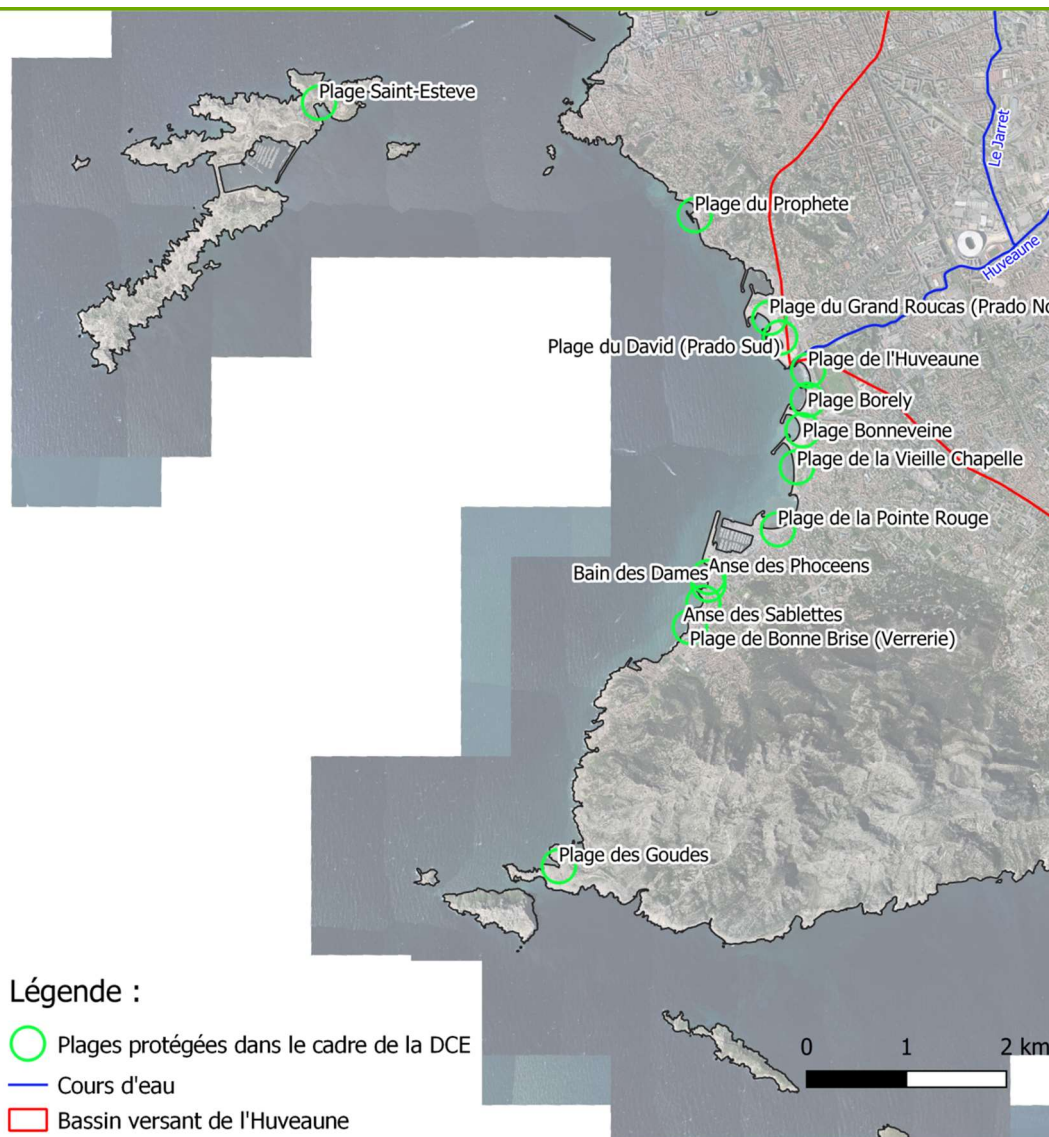 Plage Saint-Esteve
Le Jarret
Plage du Prophete
Huveaune
Plage du Grand Roucas (Prado No
Plage du David (Prado Sud)
Plage de l'Huveaune
Plage Borely
Plage Bonneveine
Plage de la Vieille Chapelle
Plage de la Pointe Rouge
Anse des Phoceens
Bain des Dames
Anse des Sablettes
Plage de Bonne Brise (Verrerie)
Plage des Goudes
Légende :
Plages protégées dans le cadre de la DCE
Cours d'eau
Bassin versant de l'Huveaune
0 1 2 km